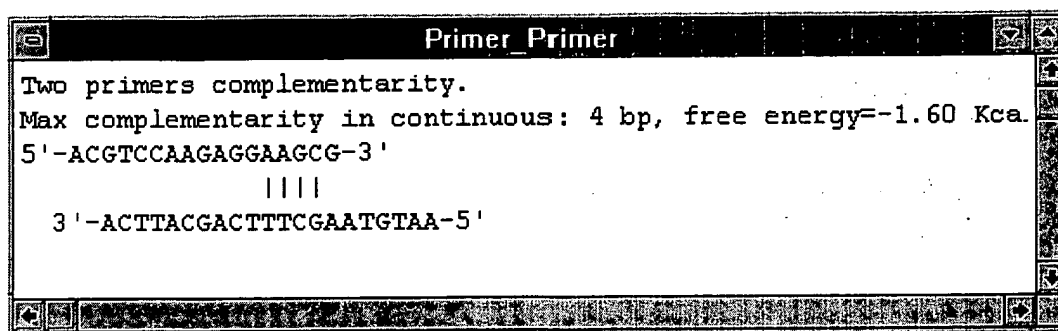 Primer_Primer
Two primers complementarity.
Max complementarity in continuous: 4 bp, free energy=-1.60 Kca.
5'-ACGTCCAAGAGGAAGCG-3'
||||
3'-ACTTACGACTTTCGAATGTAA-5'